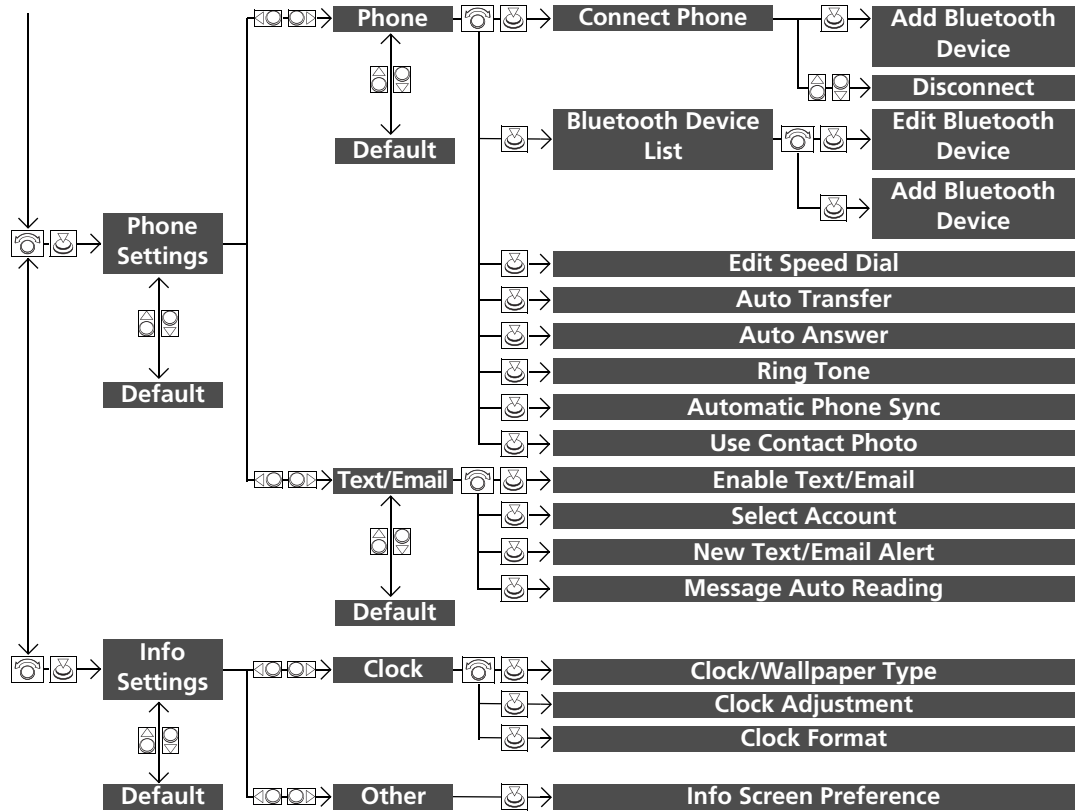 Phone
Connect Phone
Add Bluetooth
Device
Disconnect
Default
Bluetooth Device
List
Edit Bluetooth
Device
Add Bluetooth
Device
Phone
Settings
Default
Edit Speed Dial
Auto Transfer
Auto Answer
Ring Tone
Automatic Phone Sync
Use Contact Photo
Text/Email
Enable Text/Email
Select Account
New Text/Email Alert
Message Auto Reading
Default
Info
Settings
Clock
Clock/Wallpaper Type
Clock Adjustment
Clock Format
Default
Other
Info Screen Preference